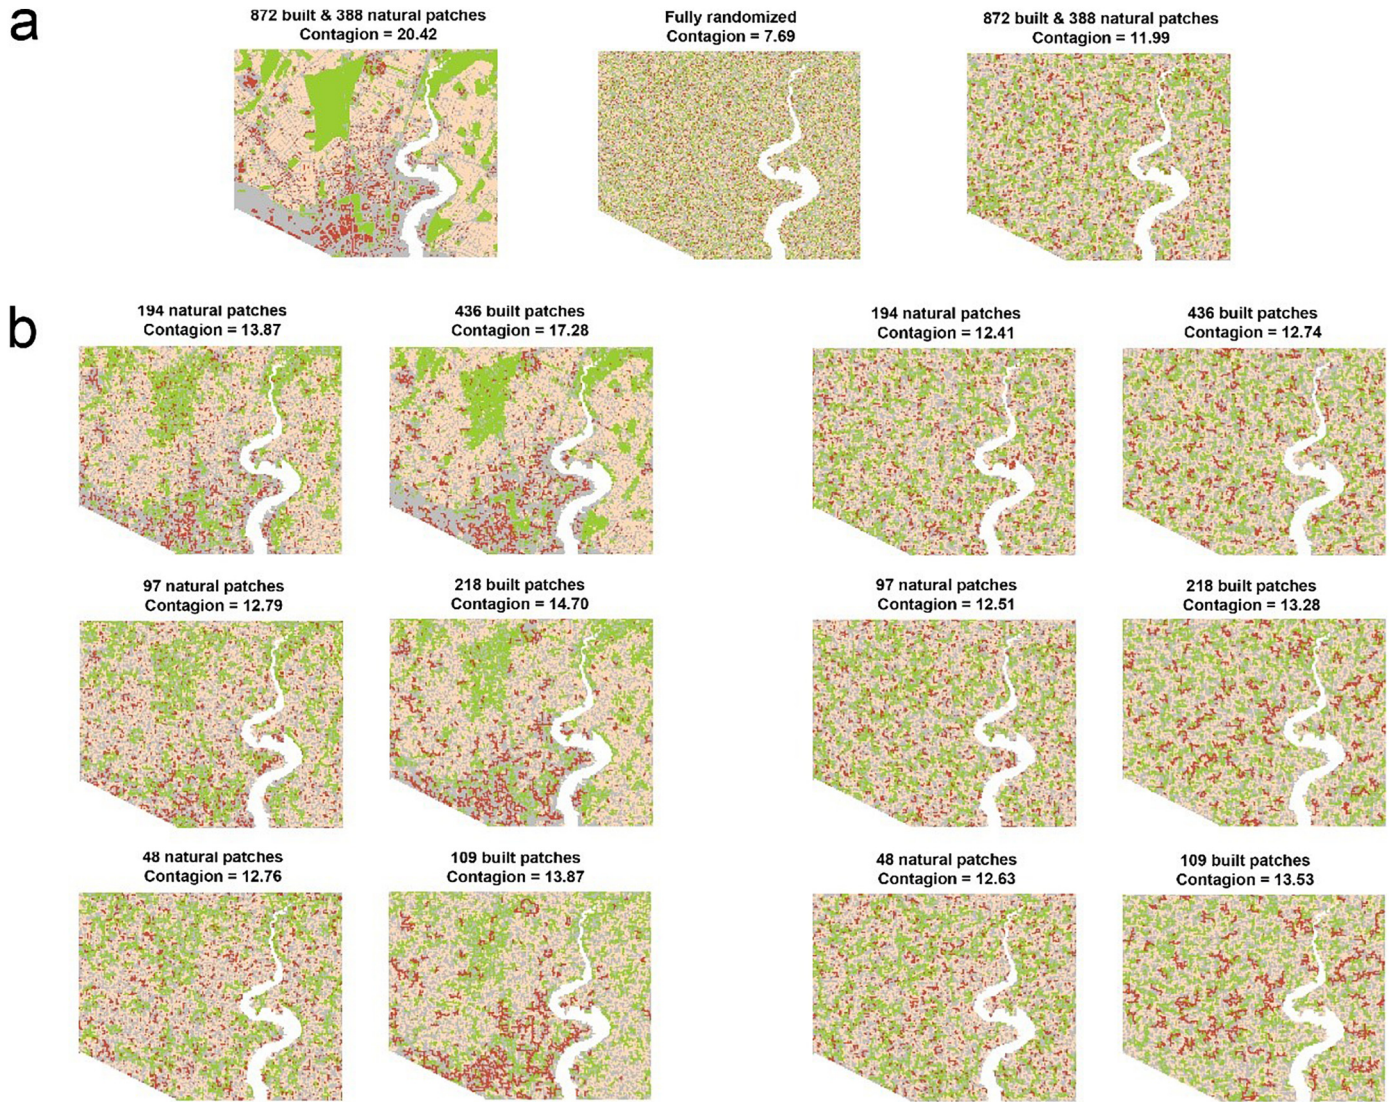 a
872 built & 388 natural patches
Contagion = 20.42
Fully randomized
Contagion = 7.69
872 built & 388 natural patches
Contagion = 11.99
b
194 natural patches
Contagion = 13.87
436 built patches
Contagion = 17.28
194 natural patches
Contagion = 12.41
436 built patches
Contagion = 12.74
97 natural patches
Contagion = 12.79
218 built patches
Contagion = 14.70
97 natural patches
Contagion = 12.51
218 built patches
Contagion = 13.28
48 natural patches
Contagion = 12.76
109 built patches
Contagion = 13.87
48 natural patches
Contagion = 12.63
109 built patches
Contagion = 13.53